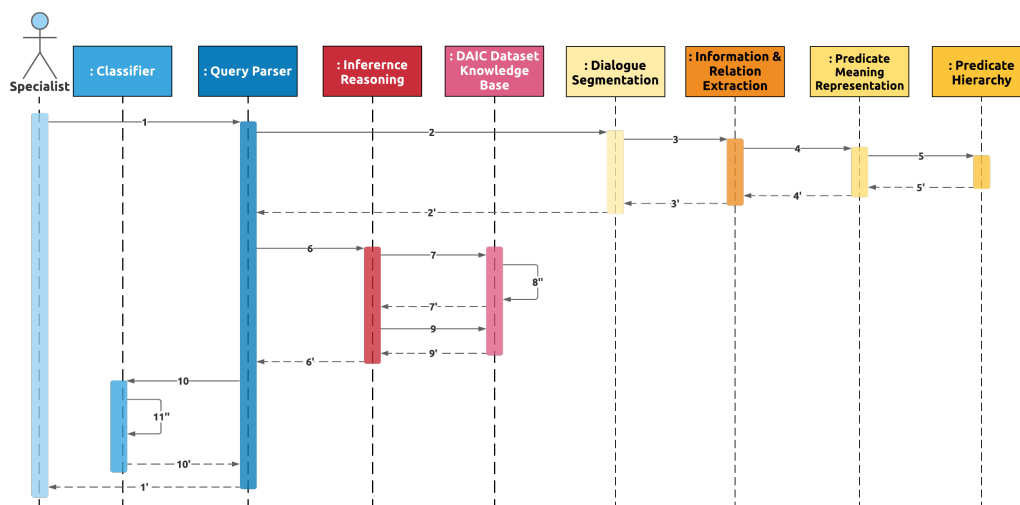 Specialist
: Classifier
: Query Parser
: Inferernce
Reasoning
: DAIC Dataset
Knowledge
Base
: Dialogue
Segmentation
: Information &
Relation
Extraction
: Predicate
Meaning
Representation
: Predicate
Hierarchy
1
2
3
4
5
5'
4'
3'
2'
6
7
8"
7'
9
9'
6'
10
11"
10'
1'